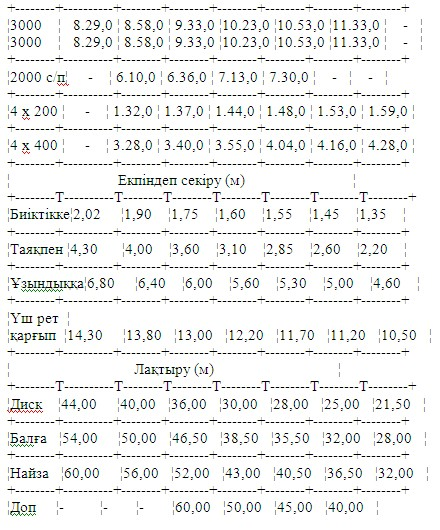 3000 ¦ 8.29,0 ¦ 8.58,0 ¦ 9.33,0 ¦10.23,0 ¦10.53,0 ¦11.33,0 ¦ - ¦
3000 ¦ 8.29,0 ¦ 8.58,0 ¦ 9.33,0 ¦10.23,0 ¦10.53,0 ¦11.33,0 ¦ - ¦
2000 с/п¦ - ¦6.10,0 ¦6.36,0 ¦ 7.13,0 ¦ 7.30,0 ¦ - ¦ - ¦
4 х 200 ¦ - ¦1.32,0 ¦1.37,0 ¦ 1.44,0 ¦ 1.48,0 ¦ 1.53,0 ¦ 1.59,0 ¦
4 х 400 ¦ - ¦3.28,0 ¦3.40,0 ¦ 3.55,0 ¦ 4.04,0 ¦ 4.16,0 ¦ 4.28,0 ¦
¦ Екпіндеп секіру (м) ¦
Биіктікке¦2,02 ¦1,90 ¦1,75 ¦1,60 ¦1,55 ¦1,45 ¦1,35 ¦
Таяқпен ¦4,30 ¦4,00 ¦3,60 ¦3,10 ¦2,85 ¦2,60 ¦2,20 ¦
Ұзындыққа¦6,80 ¦6,40 ¦6,00 ¦5,60 ¦5,30 ¦5,00 ¦4,60 ¦
Үш рет ¦
қарғып ¦14,30 ¦13,80 ¦13,00 ¦12,20 ¦11,70 ¦11,20 ¦10,50 ¦
¦ Лақтыру (м) ¦
Диск ¦44,00 ¦40,00 ¦36,00 ¦30,00 ¦28,00 ¦25,00 ¦21,50 ¦
Балға ¦54,00 ¦50,00 ¦46,50 ¦38,50 ¦35,50 ¦32,00 ¦28,00 ¦
Найза ¦60,00 ¦56,00 ¦52,00 ¦43,00 ¦40,50 ¦36,50 ¦32,00 ¦
Доп ¦- ¦- ¦- ¦60,00 ¦50,00 ¦45,00 ¦40,00 ¦